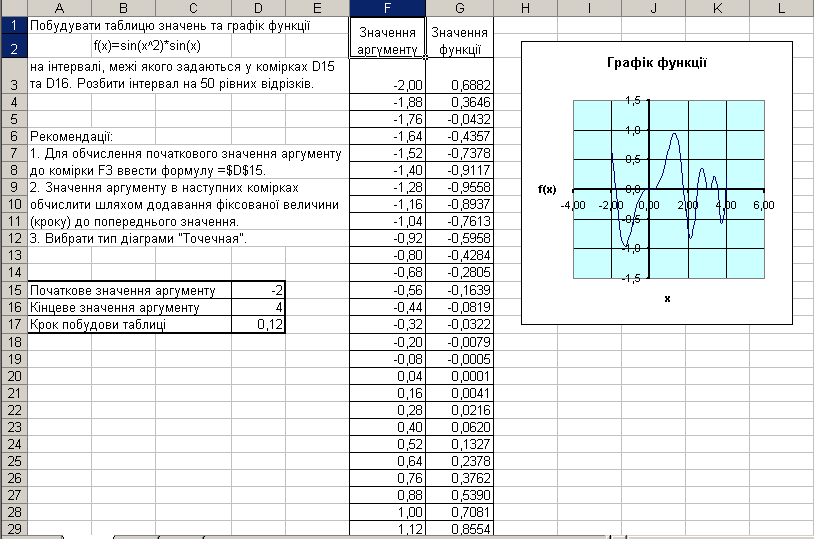 A B C D E F G H I J K L
1 Побудувати таблицю значень та графік функції
2 f(x)=sin(x^2)*sin(x)
Значення аргументу
Значення функції
на інтервалі, межі якого задаються у комірках D15
3 та D16. Розбити інтервал на 50 рівних відрізків. -2,00 0,6882
4 -1,88 0,3646
5 -1,76 -0,0432
6 Рекомендації: -1,64 -0,4357
7 1. Для обчислення початкового значення аргументу -1,52 -0,7378
8 до комірки F3 ввести формулу =$D$15. -1,40 -0,9117
9 2. Значення аргументу в наступних комірках -1,28 -0,9558
10 обчислити шляхом додавання фіксованої величини -1,16 -0,8937
11 (кроку) до попереднього значення. -1,04 -0,7613
12 3. Вибрати тип діаграми "Точечная". -0,92 -0,5958
13 -0,80 -0,4284
14 -0,68 -0,2805
15 Початкове значення аргументу -2 -0,56 -0,1639
16 Кінцеве значення аргументу 4 -0,44 -0,0819
17 Крок побудови таблиці 0,12 -0,32 -0,0322
18 -0,20 -0,0079
19 -0,08 -0,0005
20 0,04 0,0001
21 0,16 0,0041
22 0,28 0,0216
23 0,40 0,0620
24 0,52 0,1327
25 0,64 0,2378
26 0,76 0,3762
27 0,88 0,5390
28 1,00 0,7081
29 1,12 0,8554
Графік функції
1,5
1,0
0,5
f(x)
0,0
-4,00 -2,00 0,00 2,00 4,00 6,00
-0,5
-1,0
-1,5
x